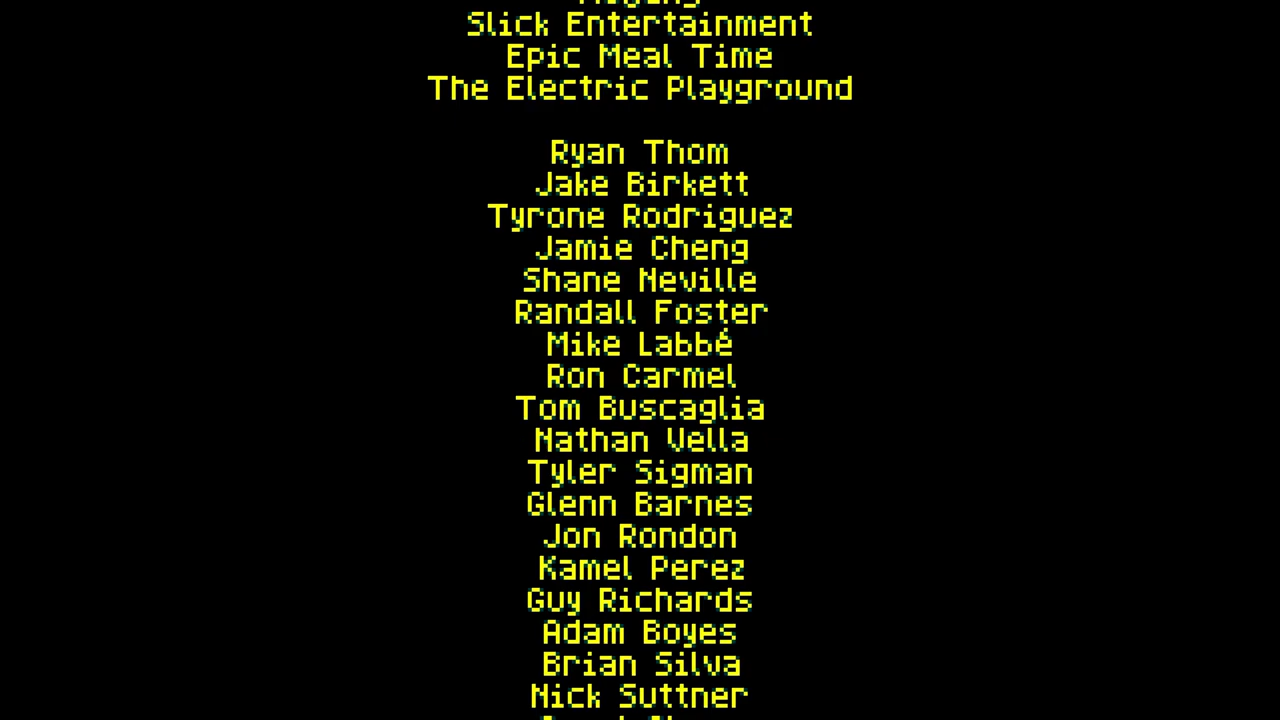 Slick Entertainment
Epic Meal Time
The Electric Playground
Ryan Thom
Jake Birkett
Tyrone Rodriguez
Jamie Cheng
Shane Neville
Randall Foster
Mike Labbé
Ron Carmel
Tom Buscaglia
Nathan Vella
Tyler Sigman
Glenn Barnes
Jon Rondon
Kamel Perez
Guy Richards
Adam Boyes
Brian Silva
Nick Suttner